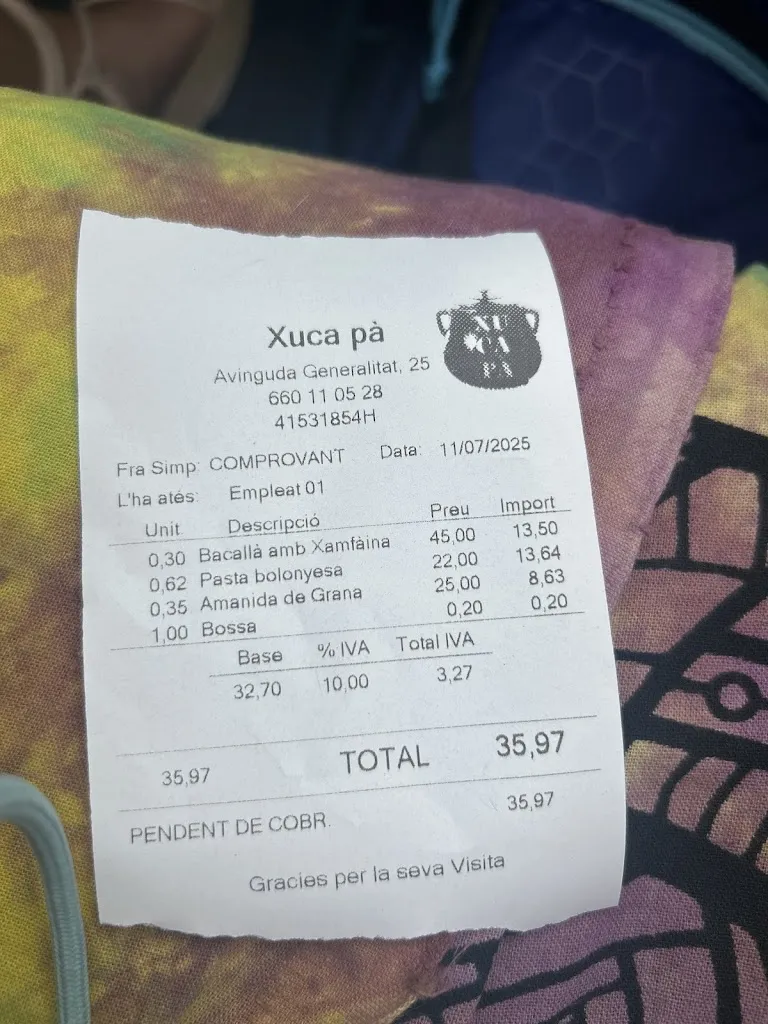 Xuca pà
XU
CA
PA
Avinguda Generalitat, 25
660 11 05 28
41531854H
Fra Simp: COMPROVANT Data: 11/07/2025
L'ha atés: Empleat 01
Unit Descripció Preu Import
0,30 Bacallà amb Xamfàina 45,00 13,50
0,62 Pasta bolonyesa 22,00 13,64
0,35 Amanida de Grana 25,00 8,63
1,00 Bossa 0,20 0,20
Base % IVA Total IVA
32,70 10,00 3,27
35,97 TOTAL 35,97
PENDENT DE COBR. 35,97
Gracies per la seva Visita